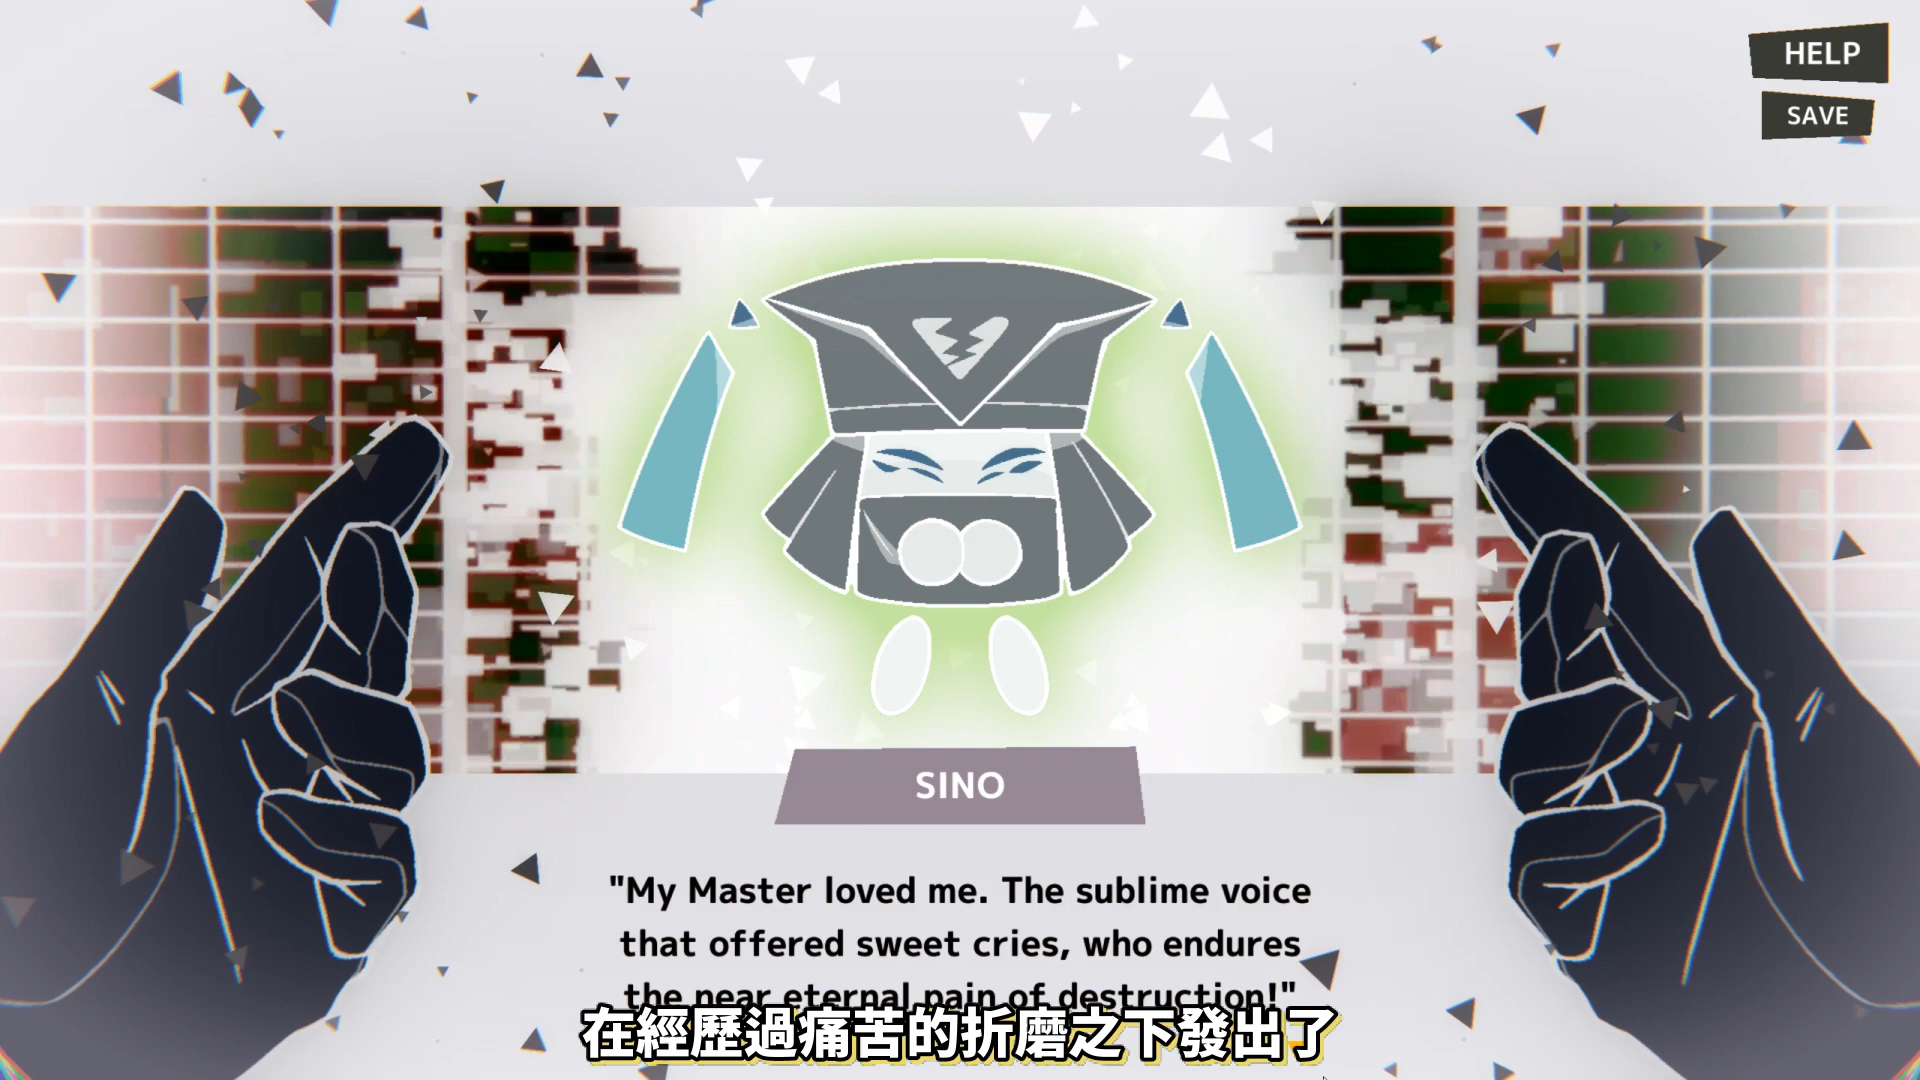 HELP
SAVE
SINO
"My Master loved me. The sublime voice
that offered sweet cries, who endures
the near eternal pain of destruction!"
在經歷過痛苦的折磨之下發出了